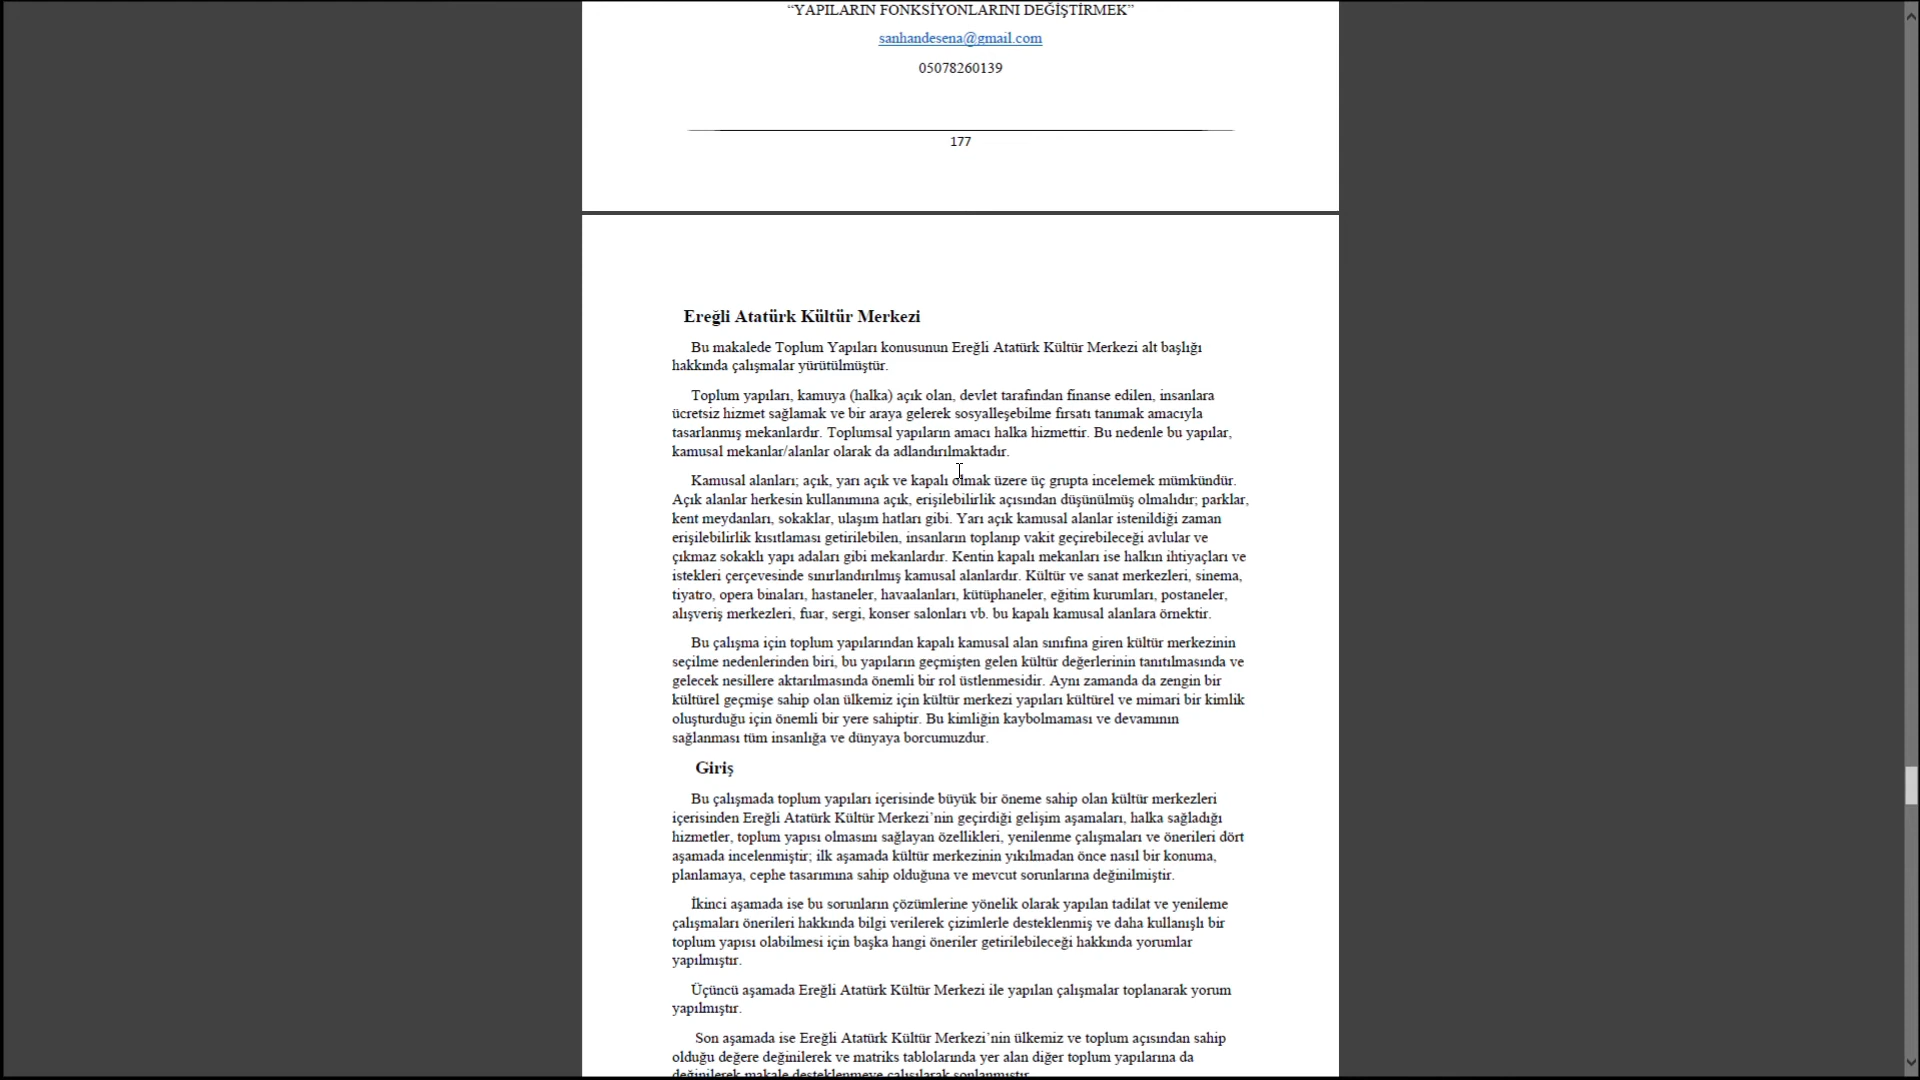 “YAPILARIN FONKSİYONLARINI DEĞİŞTİRMEK”
sanhandesena@gmail.com
05078260139
177
Ereğli Atatürk Kültür Merkezi
Bu makalede Toplum Yapıları konusunun Ereğli Atatürk Kültür Merkezi alt başlığı
hakkında çalışmalar yürütülmüştür.
Toplum yapıları, kamuya (halka) açık olan, devlet tarafından finanse edilen, insanlara
ücretsiz hizmet sağlamak ve bir araya gelerek sosyalleşebilme fırsatı tanımak amacıyla
tasarlanmış mekanlardır. Toplumsal yapıların amacı halka hizmettir. Bu nedenle bu yapılar,
kamusal mekanlar/alanlar olarak da adlandırılmaktadır.
Kamusal alanları; açık, yarı açık ve kapalı olmak üzere üç grupta incelemek mümkündür.
Açık alanlar herkesin kullanımına açık, erişilebilirlik açısından düşünülmüş olmalıdır; parklar,
kent meydanları, sokaklar, ulaşım hatları gibi. Yarı açık kamusal alanlar istenildiği zaman
erişilebilirlik kısıtlaması getirilebilen, insanların toplanıp vakit geçirebileceği avlular ve
çıkmaz sokaklı yapı adaları gibi mekanlardır. Kentin kapalı mekanları ise halkın ihtiyaçları ve
istekleri çerçevesinde sınırlandırılmış kamusal alanlardır. Kültür ve sanat merkezleri, sinema,
tiyatro, opera binaları, hastaneler, havaalanları, kütüphaneler, eğitim kurumları, postaneler,
alışveriş merkezleri, fuar, sergi, konser salonları vb. bu kapalı kamusal alanlara örnektir.
Bu çalışma için toplum yapılarından kapalı kamusal alan sınıfına giren kültür merkezinin
seçilme nedenlerinden biri, bu yapıların geçmişten gelen kültür değerlerinin tanıtılmasında ve
gelecek nesillere aktarılmasında önemli bir rol üstlenmesidir. Aynı zamanda da zengin bir
kültürel geçmişe sahip olan ülkemiz için kültür merkezi yapıları kültürel ve mimari bir kimlik
oluşturduğu için önemli bir yere sahiptir. Bu kimliğin kaybolmaması ve devamının
sağlanması tüm insanlığa ve dünyaya borcumuzdur.
Giriş
Bu çalışmada toplum yapıları içerisinde büyük bir öneme sahip olan kültür merkezleri
içerisinden Ereğli Atatürk Kültür Merkezi’nin geçirdiği gelişim aşamaları, halka sağladığı
hizmetler, toplum yapısı olmasını sağlayan özellikleri, yenilenme çalışmaları ve önerileri dört
aşamada incelenmiştir; ilk aşamada kültür merkezinin yıkılmadan önce nasıl bir konuma,
planlamaya, cephe tasarımına sahip olduğuna ve mevcut sorunlarına değinilmiştir.
İkinci aşamada ise bu sorunların çözümlerine yönelik olarak yapılan tadilat ve yenileme
çalışmaları önerileri hakkında bilgi verilerek çizimlerle desteklenmiş ve daha kullanışlı bir
toplum yapısı olabilmesi için başka hangi öneriler getirilebileceği hakkında yorumlar
yapılmıştır.
Üçüncü aşamada Ereğli Atatürk Kültür Merkezi ile yapılan çalışmalar toplanarak yorum
yapılmıştır.
Son aşamada ise Ereğli Atatürk Kültür Merkezi’nin ülkemiz ve toplum açısından sahip
olduğu değere değinilerek ve matriks tablolarında yer alan diğer toplum yapılarına da
değinilerek makale desteklenmeye çalışılarak sonlanmıştır.